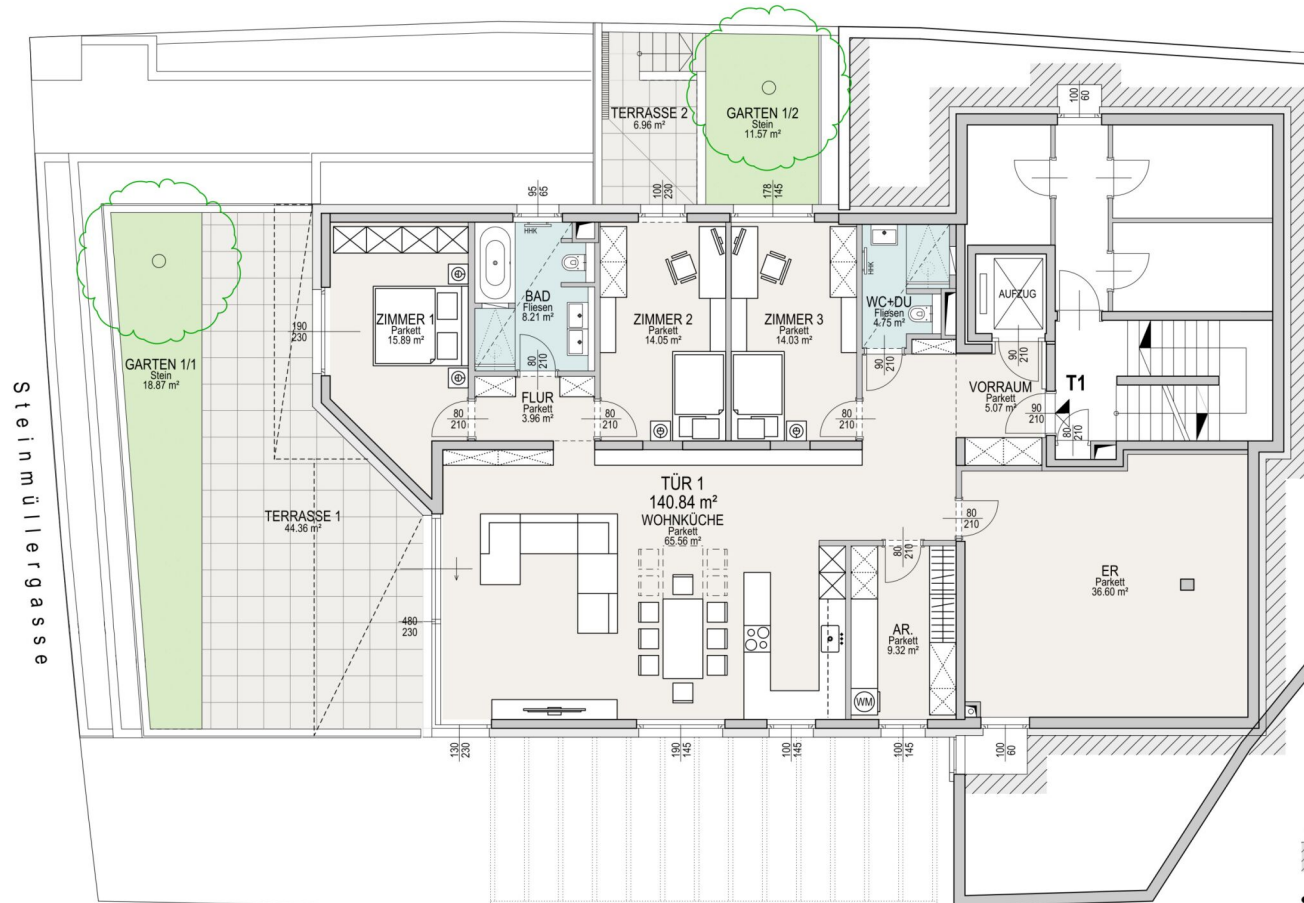 100
60
TERRASSE 2
6.96 m²
GARTEN 1/2
Stein
11.57 m²
95
65
100
230
178
145
HHK
HHK
BAD
Fliesen
8.21 m²
WC+DU
Fliesen
4.75 m²
AUFZUG
ZIMMER 1
Parkett
15.89 m²
ZIMMER 2
Parkett
14.05 m²
ZIMMER 3
Parkett
14.03 m²
190
230
GARTEN 1/1
Stein
18.87 m²
80
210
90
210
90
210
VORRAUM
Parkett
5.07 m²
T1
FLUR
Parkett
3.96 m²
80
210
80
210
80
210
90
210
80
210
Steinmüllergasse
TÜR 1
140.84 m²
WOHNKÜCHE
Parkett
65.56 m²
TERRASSE 1
44.36 m²
80
210
80
210
ER
Parkett
36.60 m²
480
230
AR.
Parkett
9.32 m²
WM
130
230
190
145
100
145
100
145
100
60